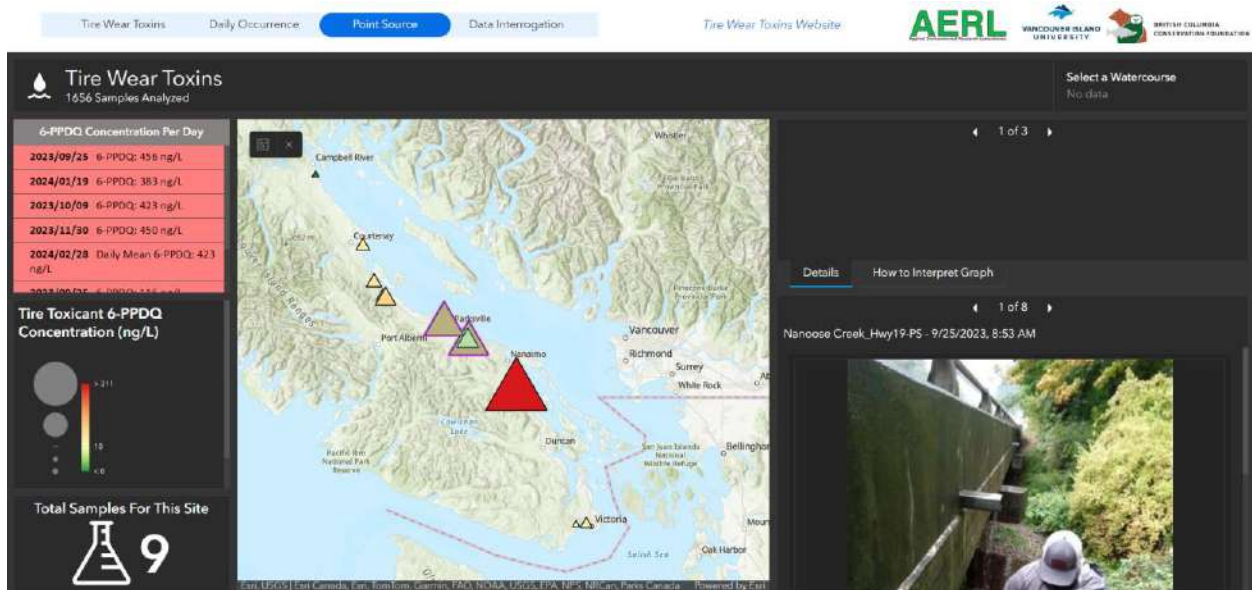 Tire Wear Toxins
Daily Occurrence
Point Source
Data Interrogation
Tire Wear Toxins Website
AERL
VANCOUVER ISLAND
UNIVERSITY
BRITISH COLUMBIA
CONSERVATION FOUNDATION
Tire Wear Toxins
1656 Samples Analyzed
Select a Watercourse
No data
6-PPDQ Concentration Per Day
2023/09/25 6-PPDQ: 456 ng/L
2024/01/19 6-PPDQ: 383 ng/L
2023/10/09 6-PPDQ: 423 ng/L
2023/11/30 6-PPDQ: 450 ng/L
2024/02/28 Daily Mean 6-PPDQ: 423
ng/L
Tire Toxicant 6-PPDQ
Concentration (ng/L)
10
< 0
Total Samples For This Site
9
Whistler
Campbell River
Courtenay
Port Alberni
Parksville
Nanaimo
Vancouver
Richmond
Surrey
White Rock
Duncan
Pacific Rim
National Park
Reserve
San Juan Islands
National
Wildlife Refuge
Bellingham
Victoria
Salish Sea
Oak Harbor
Esri, USGS | Esri Canada, Esri, TomTom, Garmin, FAO, NOAA, USGS, EPA, NPS, NRCan, Parks Canada
Powered by Esri
1 of 3
Details
How to Interpret Graph
1 of 8
Nanoose Creek_Hwy19-PS - 9/25/2023, 8:53 AM